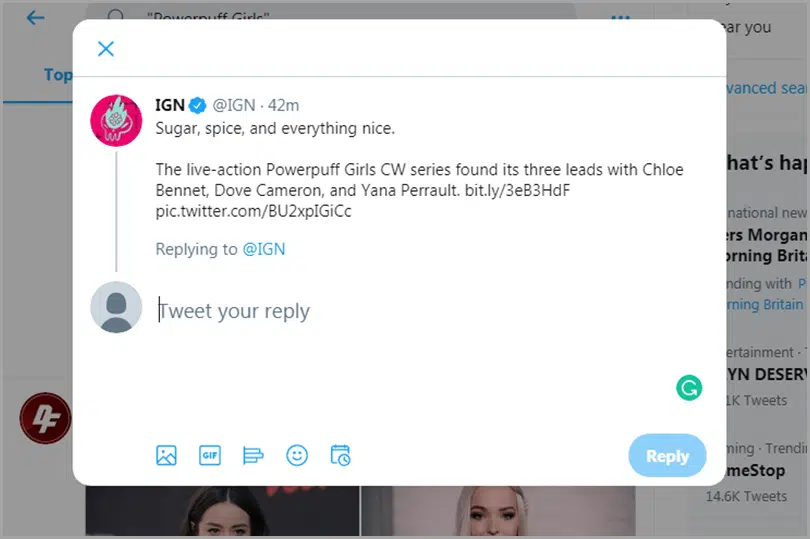 "Powerpuff Girls"
ear you
Top
IGN @IGN · 42m
Sugar, spice, and everything nice.
The live-action Powerpuff Girls CW series found its three leads with Chloe
Bennet, Dove Cameron, and Yana Perrault. bit.ly/3eB3HdF
pic.twitter.com/BU2xpIGiCc
Replying to @IGN
Tweet your reply
GIF
Reply
vanced sea
hat's hap
national new
ers Morgan
orning Brita
nding with P
rning Britain
ertainment ·
YN DESERV
1K Tweets
ming · Trendi
meStop
14.6K Tweets